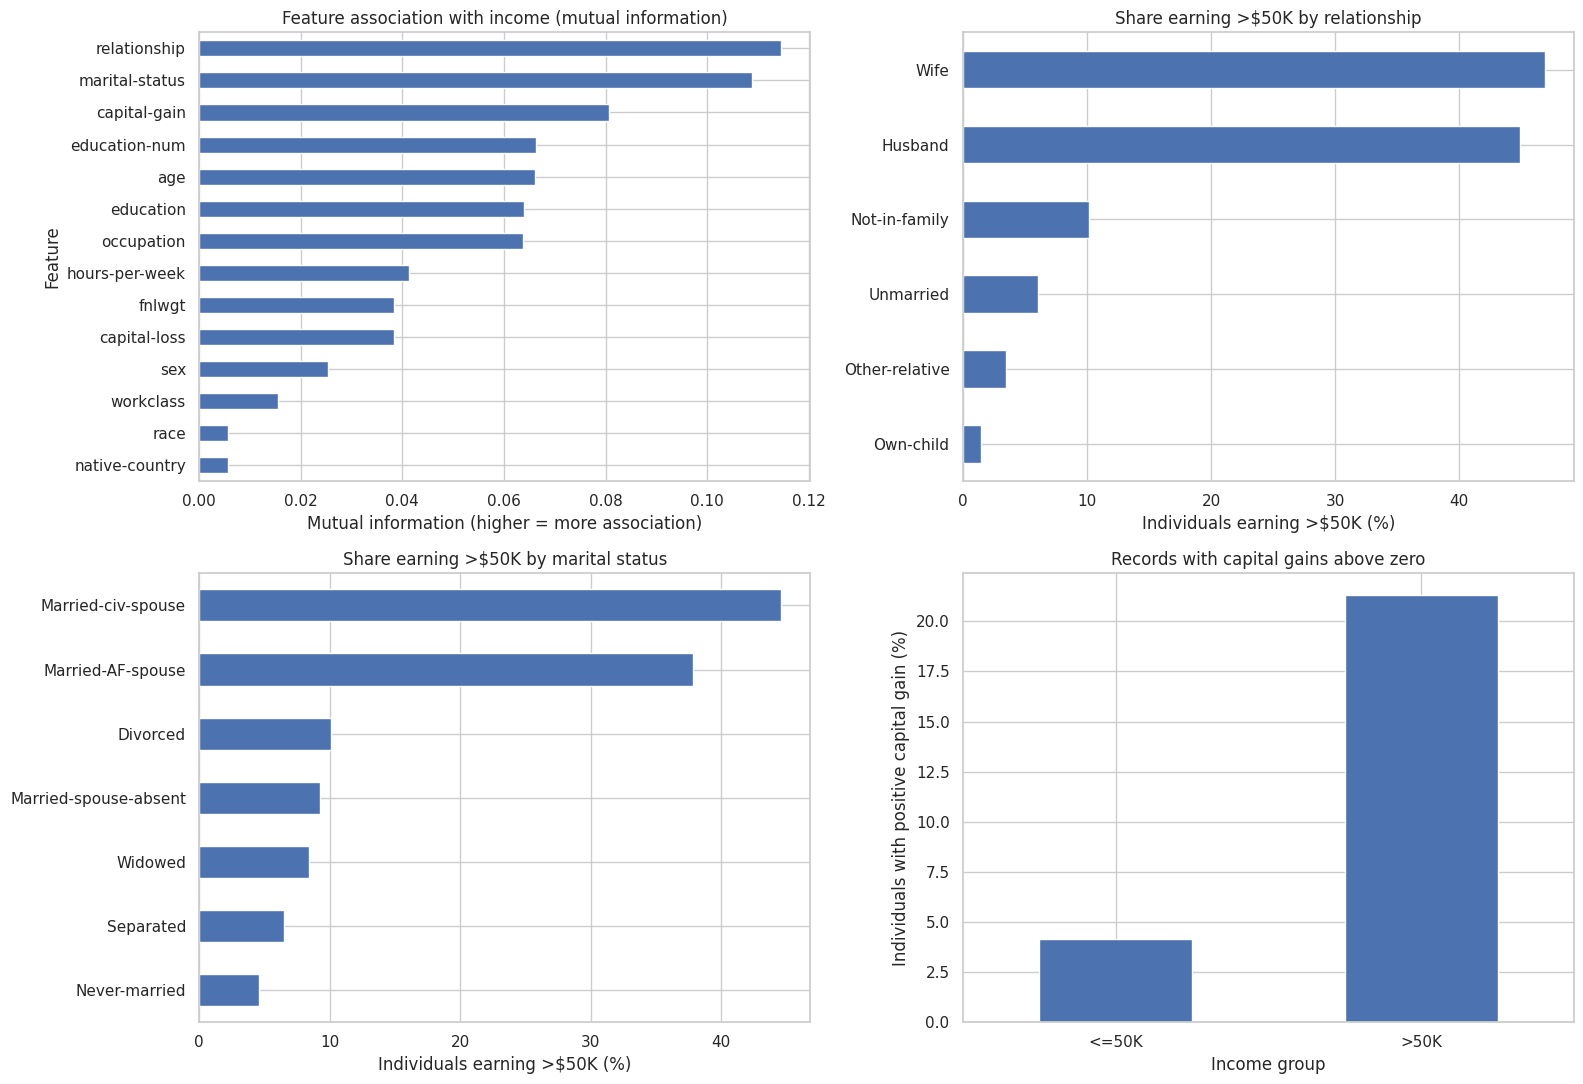 Feature association with income (mutual information)
Feature
relationship
marital-status
capital-gain
education-num
age
education
occupation
hours-per-week
fnlwgt
capital-loss
sex
workclass
race
native-country
0.00 0.02 0.04 0.06 0.08 0.10 0.12
Mutual information (higher = more association)
Share earning >$50K by relationship
Wife
Husband
Not-in-family
Unmarried
Other-relative
Own-child
0 10 20 30 40
Individuals earning >$50K (%)
Share earning >$50K by marital status
Married-civ-spouse
Married-AF-spouse
Divorced
Married-spouse-absent
Widowed
Separated
Never-married
0 10 20 30 40
Individuals earning >$50K (%)
Records with capital gains above zero
Individuals with positive capital gain (%)
20.0
17.5
15.0
12.5
10.0
7.5
5.0
2.5
0.0
<=50K >50K
Income group